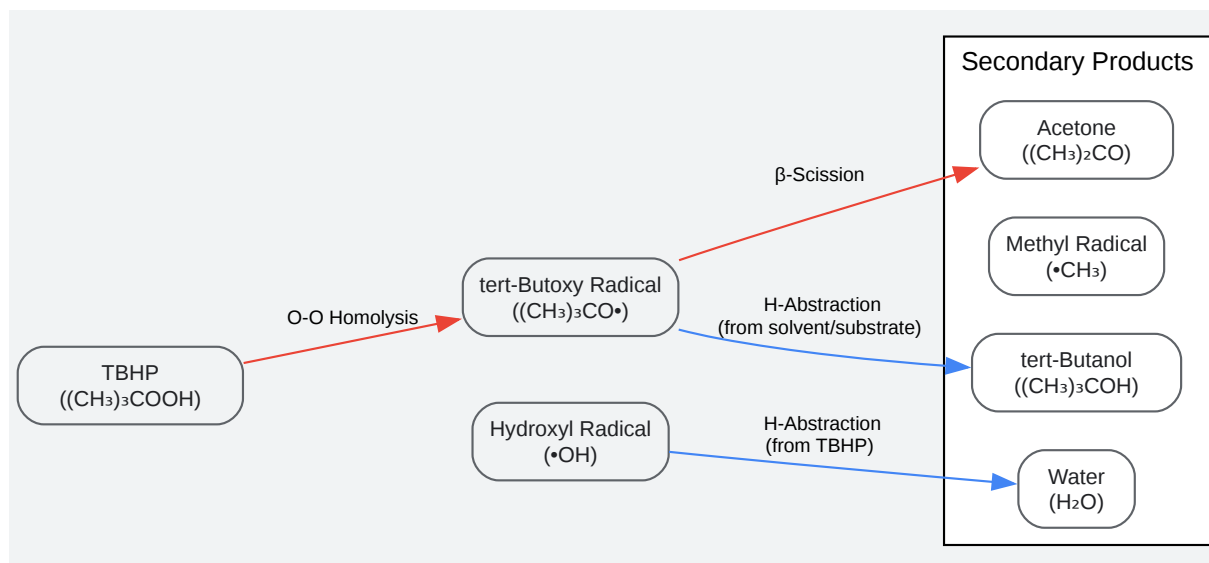 Secondary Products
Acetone
((CH₃)₂CO)
β-Scission
Methyl Radical
(•CH₃)
tert-Butoxy Radical
((CH₃)₃CO•)
O-O Homolysis
H-Abstraction
(from solvent/substrate)
TBHP
((CH₃)₃COOH)
tert-Butanol
((CH₃)₃COH)
Hydroxyl Radical
(•OH)
H-Abstraction
(from TBHP)
Water
(H₂O)